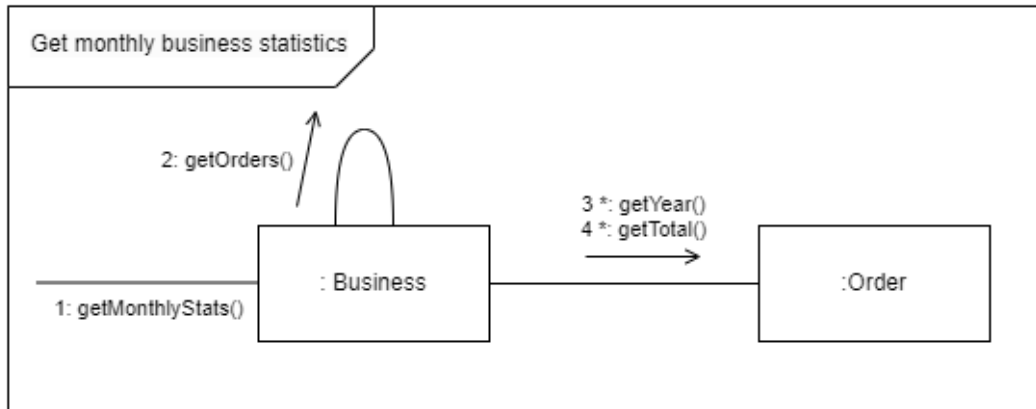 Get monthly business statistics
2: getOrders()
3 *: getYear()
4 *: getTotal()
: Business
:Order
1: getMonthlyStats()